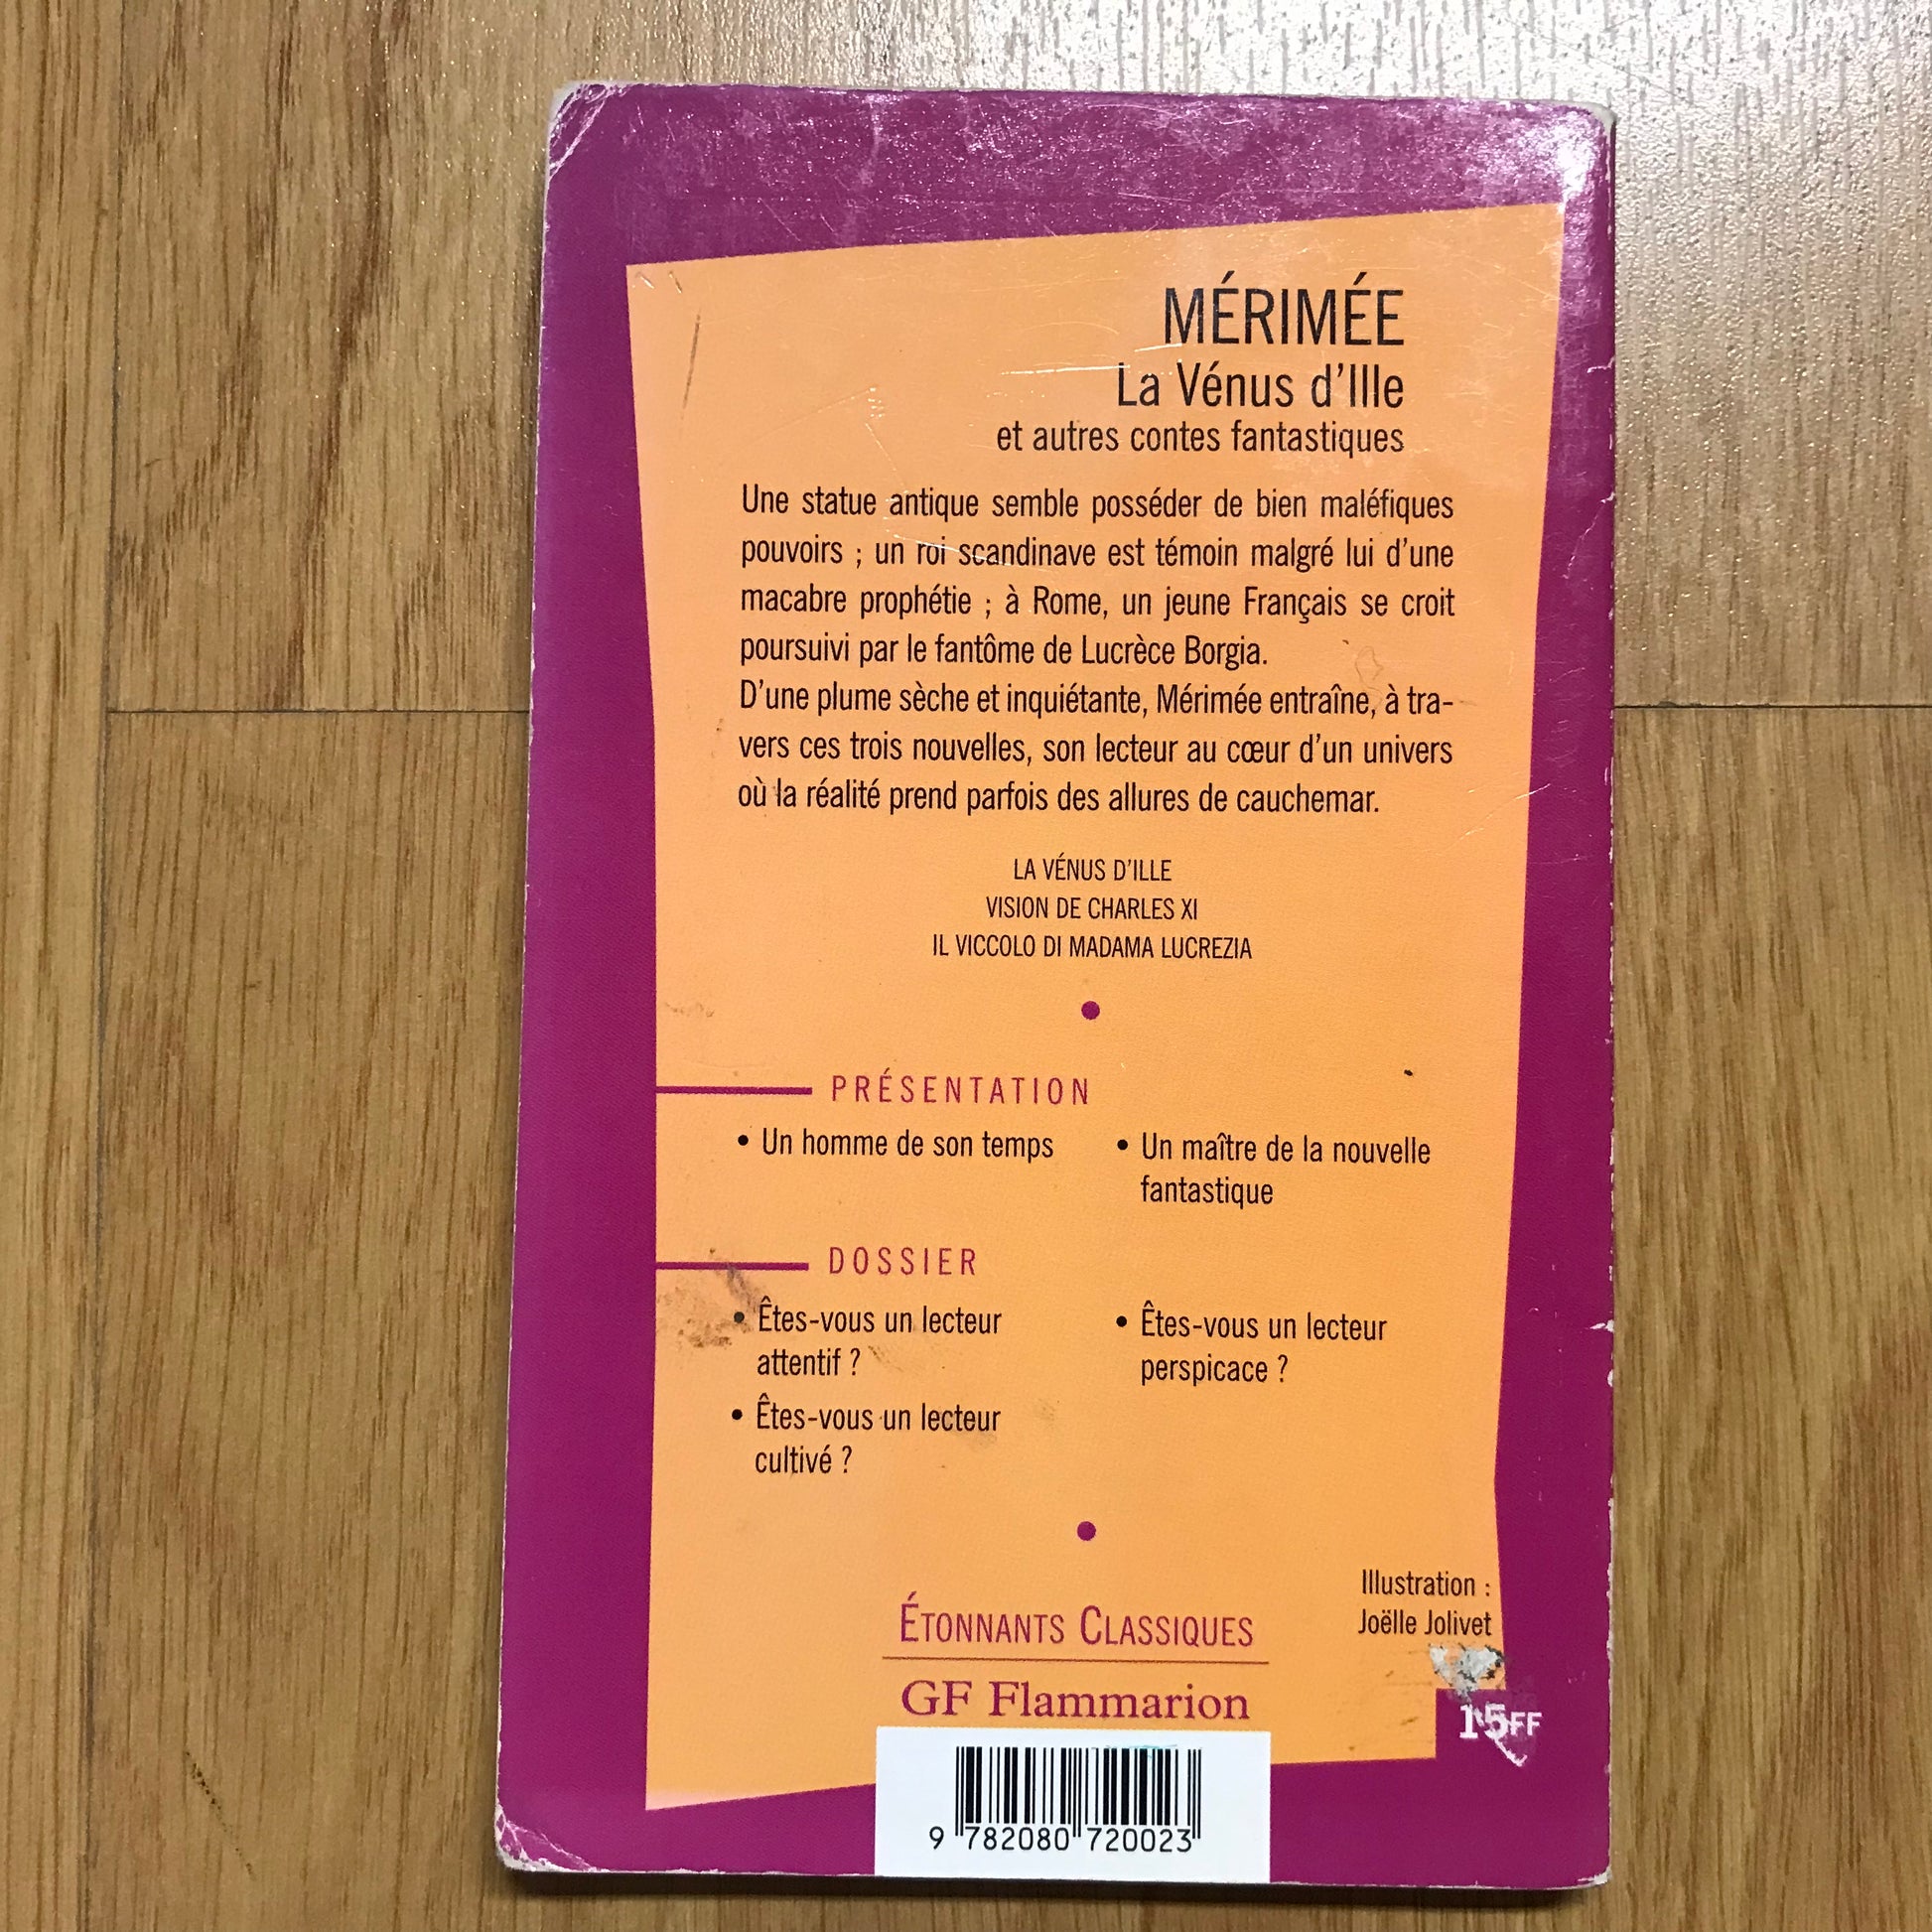 MÉRIMÉE
La Vénus d'Ille
et autres contes fantastiques
Une statue antique semble posséder de bien maléfiques
pouvoirs ; un roi scandinave est témoin malgré lui d'une
macabre prophétie ; à Rome, un jeune Français se croit
poursuivi par le fantôme de Lucrèce Borgia.
D'une plume sèche et inquiétante, Mérimée entraîne, à tra-
vers ces trois nouvelles, son lecteur au cœur d'un univers
où la réalité prend parfois des allures de cauchemar.
LA VÉNUS D'ILLE
VISION DE CHARLES XI
IL VICCOLO DI MADAMA LUCREZIA
PRÉSENTATION
• Un homme de son temps
• Un maître de la nouvelle
fantastique
DOSSIER
• Êtes-vous un lecteur
attentif ?
• Êtes-vous un lecteur
cultivé ?
• Êtes-vous un lecteur
perspicace ?
Illustration :
Joëlle Jolivet
ÉTONNANTS CLASSIQUES
GF Flammarion
15FF
9 782080 720023